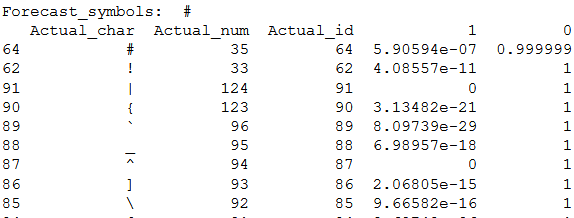 Forecast_symbols:  #
Actual_char Actual_num Actual_id 1 0
64 # 35 64 5.90594e-07 0.999999
62 ! 33 62 4.08557e-11 1
91 | 124 91 0 1
90 { 123 90 3.13482e-21 1
89 ` 96 89 8.09739e-29 1
88 _ 95 88 6.98957e-18 1
87 ^ 94 87 0 1
86 ] 93 86 2.06805e-15 1
85 \ 92 85 9.66582e-16 1